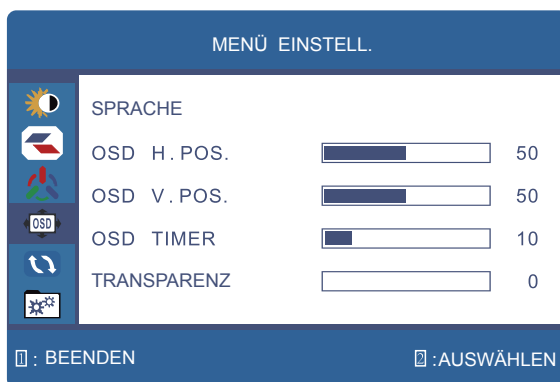 MENÜ EINSTELL.
SPRACHE
OSD H.POS. 50
OSD V.POS. 50
OSD
OSD TIMER 10
TRANSPARENZ 0
1 : BEENDEN 2 :AUSWÄHLEN